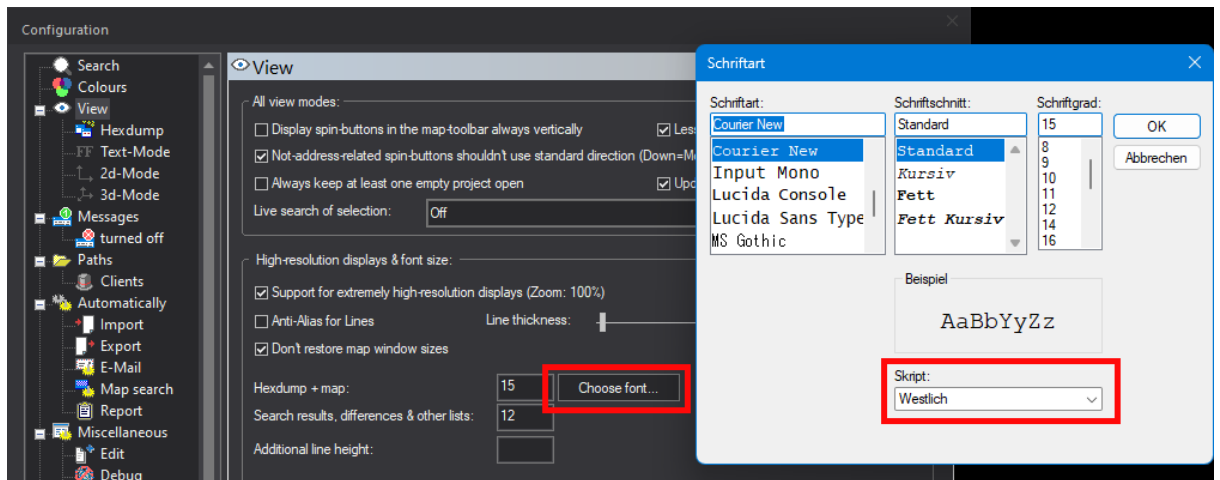 Configuration
Search
Colours
View
Hexdump
FF Text-Mode
2d-Mode
3d-Mode
Messages
turned off
Paths
Clients
Automatically
Import
Export
E-Mail
Map search
Report
Miscellaneous
Edit
Debug
View
All view modes:
Display spin-buttons in the map-toolbar always vertically
Les
Not-address-related spin-buttons shouldn't use standard direction (Down=M
Always keep at least one empty project open
Upd
Live search of selection:
Off
High-resolution displays & font size:
Support for extremely high-resolution displays (Zoom: 100%)
Anti-Alias for Lines
Line thickness:
Don't restore map window sizes
Hexdump + map:
15
Choose font...
Search results, differences & other lists:
12
Additional line height:
Schriftart
Schriftart:
Courier New
Courier New
Input Mono
Lucida Console
Lucida Sans Type
MS Gothic
Schriftschnitt:
Standard
Standard
Kursiv
Fett
Fett Kursiv
Schriftgrad:
15
8
9
10
11
12
14
16
OK
Abbrechen
Beispiel
AaBbYyZz
Skript:
Westlich